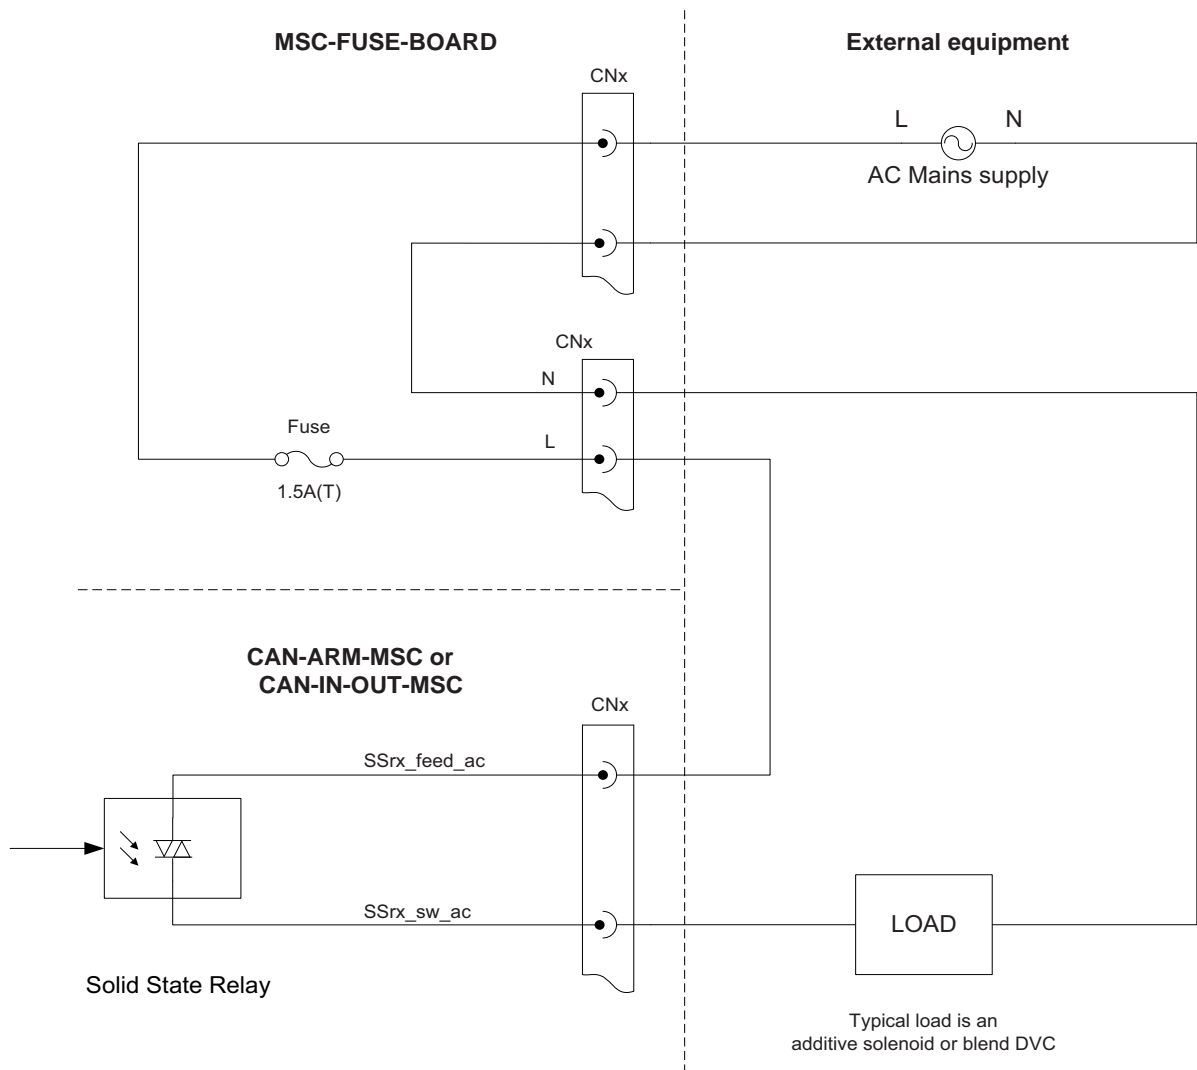 MSC-FUSE-BOARD
External equipment
CNx
L
N
AC Mains supply
CNx
N
Fuse
L
1.5A(T)
CAN-ARM-MSC or
CAN-IN-OUT-MSC
CNx
SSrx_feed_ac
SSrx_sw_ac
LOAD
Solid State Relay
Typical load is an
additive solenoid or blend DVC